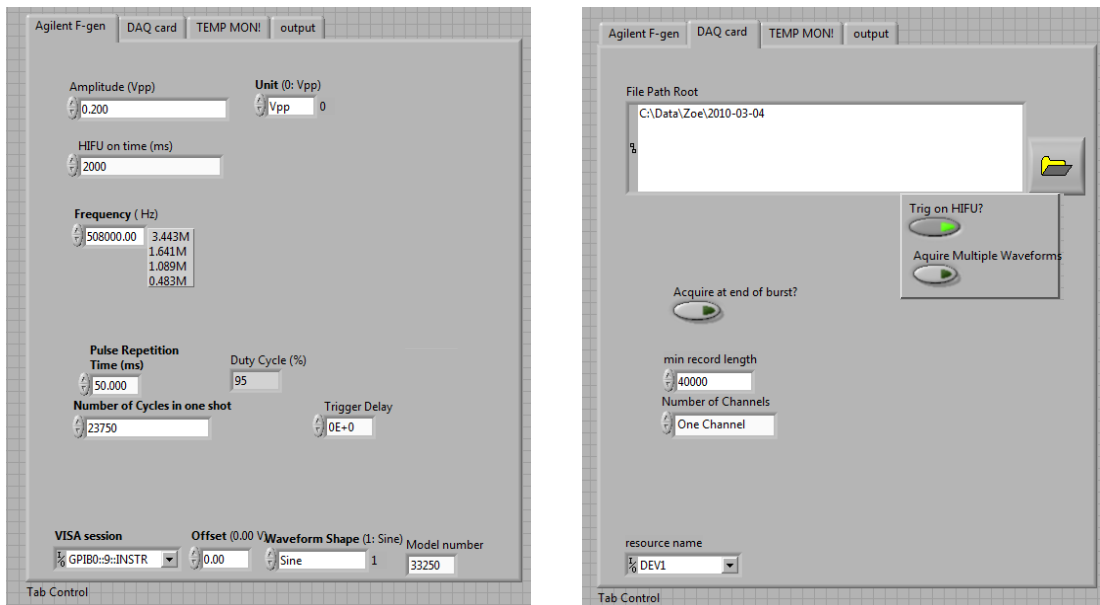 Agilent F-gen DAQ card TEMP MON! output
Amplitude (Vpp) Unit (0: Vpp)
0.200 Vpp 0
HIFU on time (ms)
2000
Frequency ( Hz)
508000.00 3.443M
1.641M
1.089M
0.483M
Pulse Repetition
Time (ms) Duty Cycle (%)
50.000 95
Number of Cycles in one shot Trigger Delay
23750 0E+0
VISA session Offset (0.00 V) Waveform Shape (1: Sine) Model number
GPIB0::9::INSTR 0.00 Sine 1 33250
Tab Control
Agilent F-gen DAQ card TEMP MON! output
File Path Root
C:\Data\Zoe\2010-03-04
Trig on HIFU?
Aquire Multiple Waveforms
Acquire at end of burst?
min record length
40000
Number of Channels
One Channel
resource name
DEV1
Tab Control